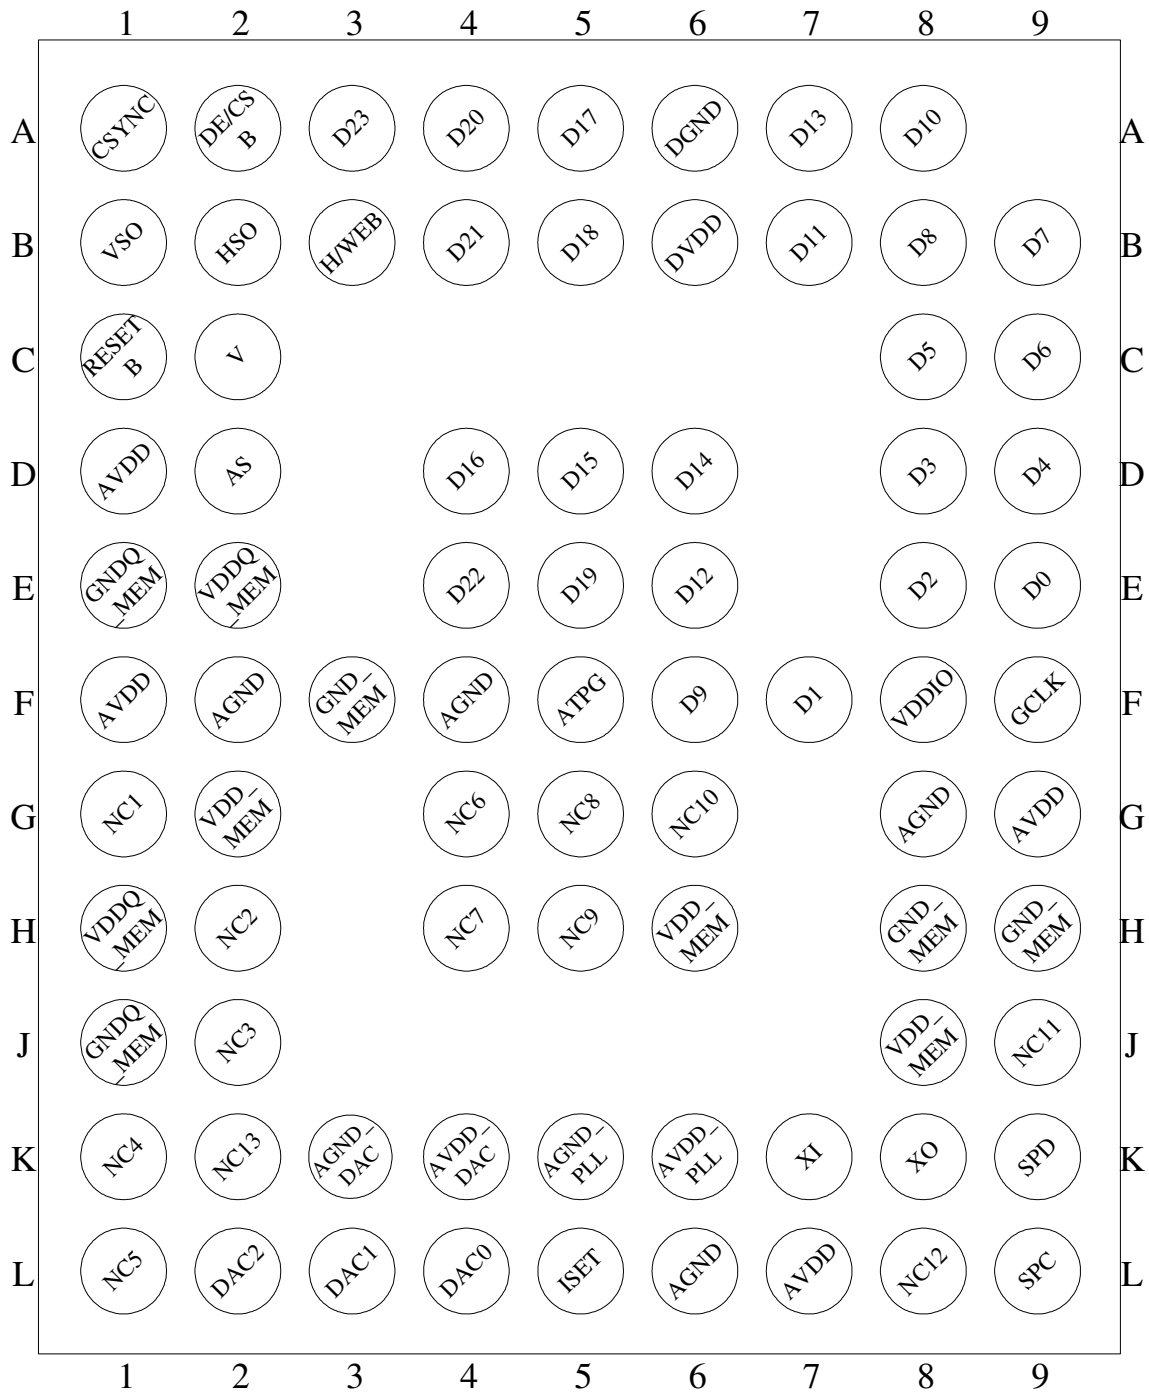 1 2 3 4 5 6 7 8 9
A CSYNC DE/CS B D23 D20 D17 DGND D13 D10 A
B VSO HSO H/WEB D21 D18 DVDD D11 D8 D7 B
C RESET B V D5 D6 C
D AVDD AS D16 D15 D14 D3 D4 D
E GNDQ _MEM VDDQ _MEM D22 D19 D12 D2 D0 E
F AVDD AGND GND_ MEM AGND ATPG D9 D1 VDDIO GCLK F
G NC1 VDD_ MEM NC6 NC8 NC10 AGND AVDD G
H VDDQ _MEM NC2 NC7 NC9 VDD_ MEM GND_ MEM GND_ MEM H
J GNDQ _MEM NC3 VDD_ MEM NC11 J
K NC4 NC13 AGND_ DAC AVDD_ DAC AGND_ PLL AVDD_ PLL XI XO SPD K
L NC5 DAC2 DAC1 DAC0 ISET AGND AVDD NC12 SPC L
1 2 3 4 5 6 7 8 9